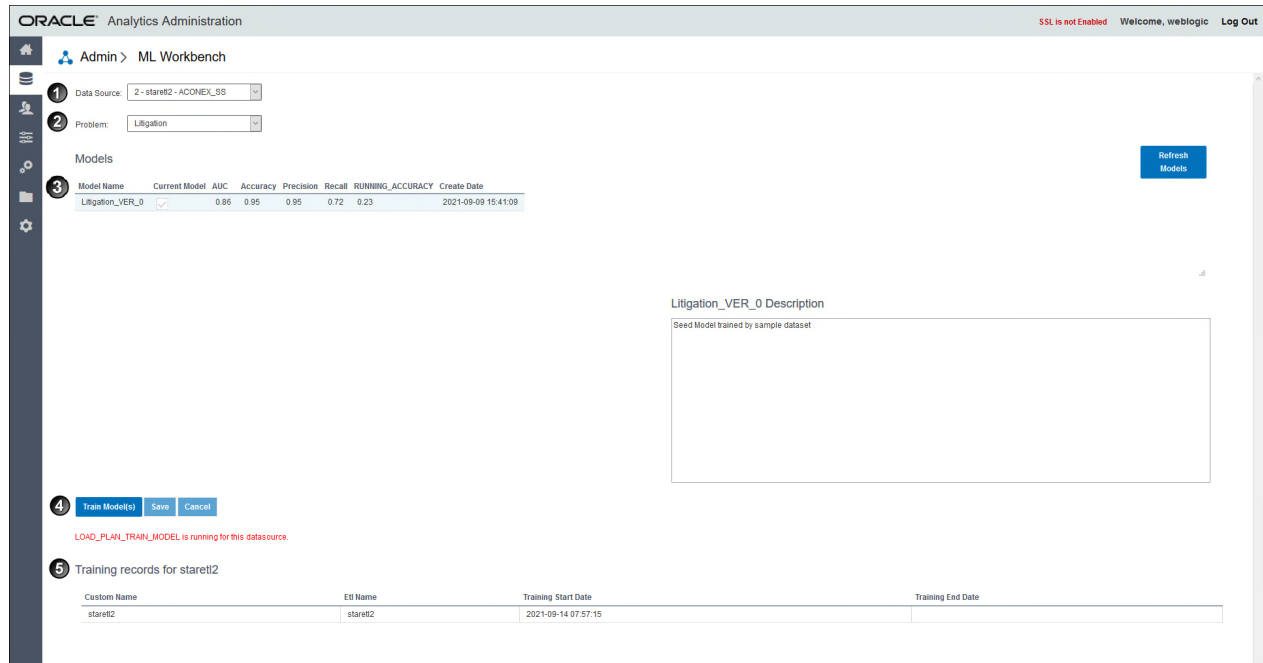 ORACLE® Analytics Administration
SSL is not Enabled Welcome, weblogic Log Out
Admin > ML Workbench
1 Data Source: 2 - staretl2 - ACONEX_SS
2 Problem: Litigation
Models
Refresh
Models
3 Model Name Current Model AUC Accuracy Precision Recall RUNNING_ACCURACY Create Date
Litigation_VER_0 0.86 0.95 0.95 0.72 0.23 2021-09-09 15:41:09
Litigation_VER_0 Description
Seed Model trained by sample dataset
4 Train Model(s) Save Cancel
LOAD_PLAN_TRAIN_MODEL is running for this datasource.
5 Training records for staretl2
Custom Name Etl Name Training Start Date Training End Date
staretl2 staretl2 2021-09-14 07:57:15